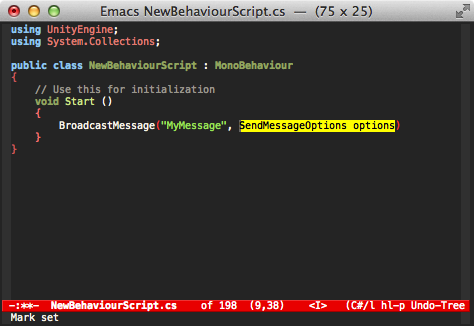 Emacs NewBehaviourScript.cs — (75 x 25)
using UnityEngine;
using System.Collections;
public class NewBehaviourScript : MonoBehaviour
{
    // Use this for initialization
    void Start ()
    {
        BroadcastMessage("MyMessage", SendMessageOptions options)
    }
}
-:**-  NewBehaviourScript.cs    of 198  (9,38)    <I>   (C#/l hl-p Undo-Tree
Mark set